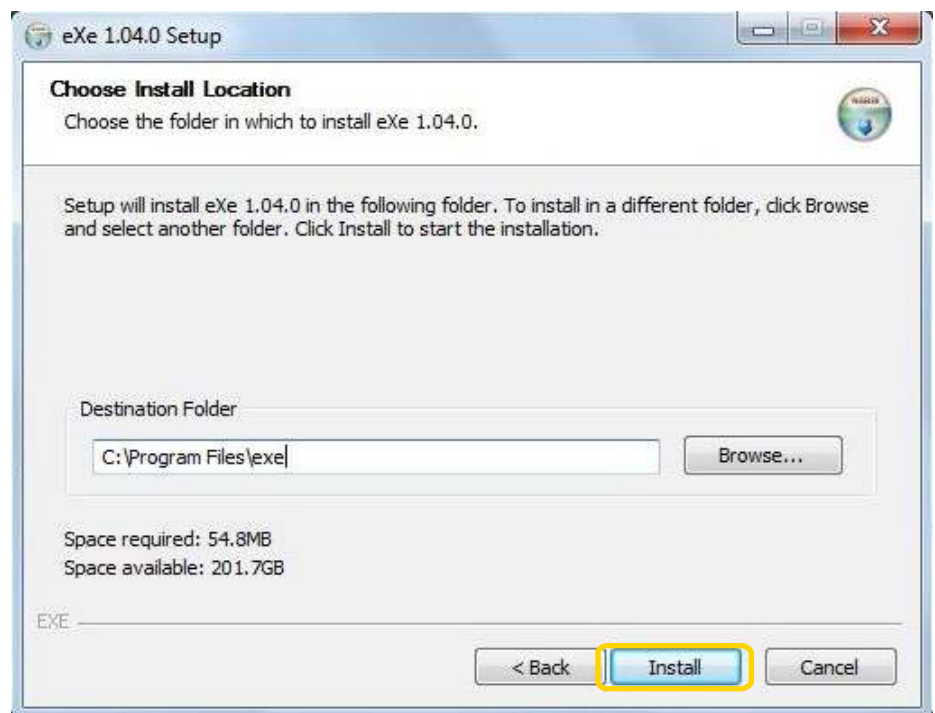 eXe 1.04.0 Setup
Choose Install Location
Choose the folder in which to install eXe 1.04.0.
Setup will install eXe 1.04.0 in the following folder. To install in a different folder, click Browse
and select another folder. Click Install to start the installation.
Destination Folder
C:\Program Files\exe
Browse...
Space required: 54.8MB
Space available: 201.7GB
EXE
< Back
Install
Cancel